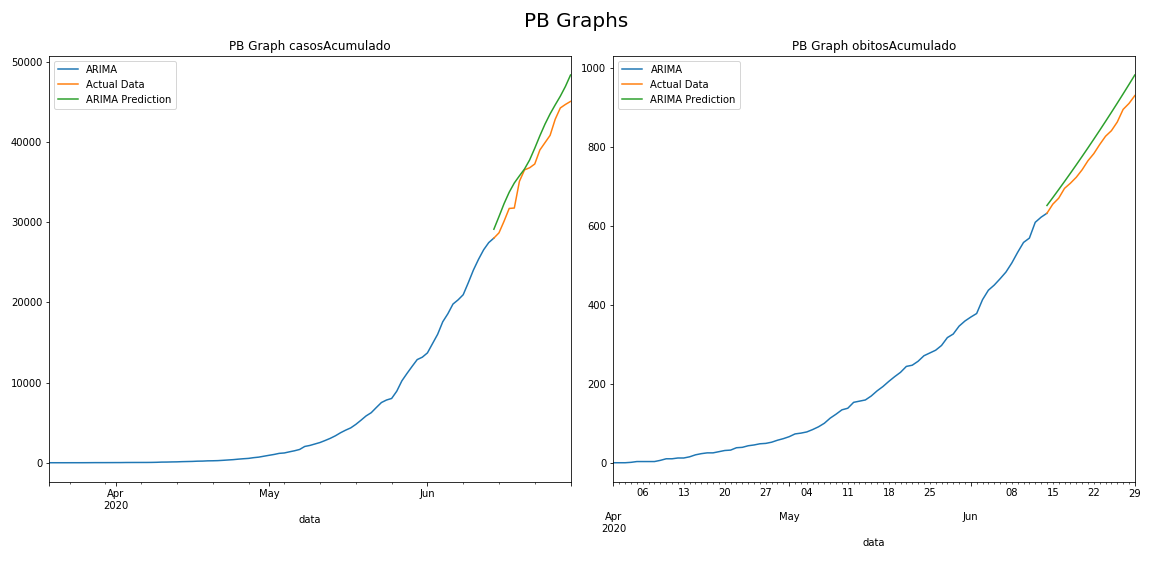 PB Graphs
PB Graph casosAcumulado
ARIMA
Actual Data
ARIMA Prediction
50000
40000
30000
20000
10000
0
Apr
2020
May
Jun
data
PB Graph obitosAcumulado
ARIMA
Actual Data
ARIMA Prediction
1000
800
600
400
200
0
06 13 20 27 04 11 18 25 08 15 22 29
Apr May Jun
2020
data